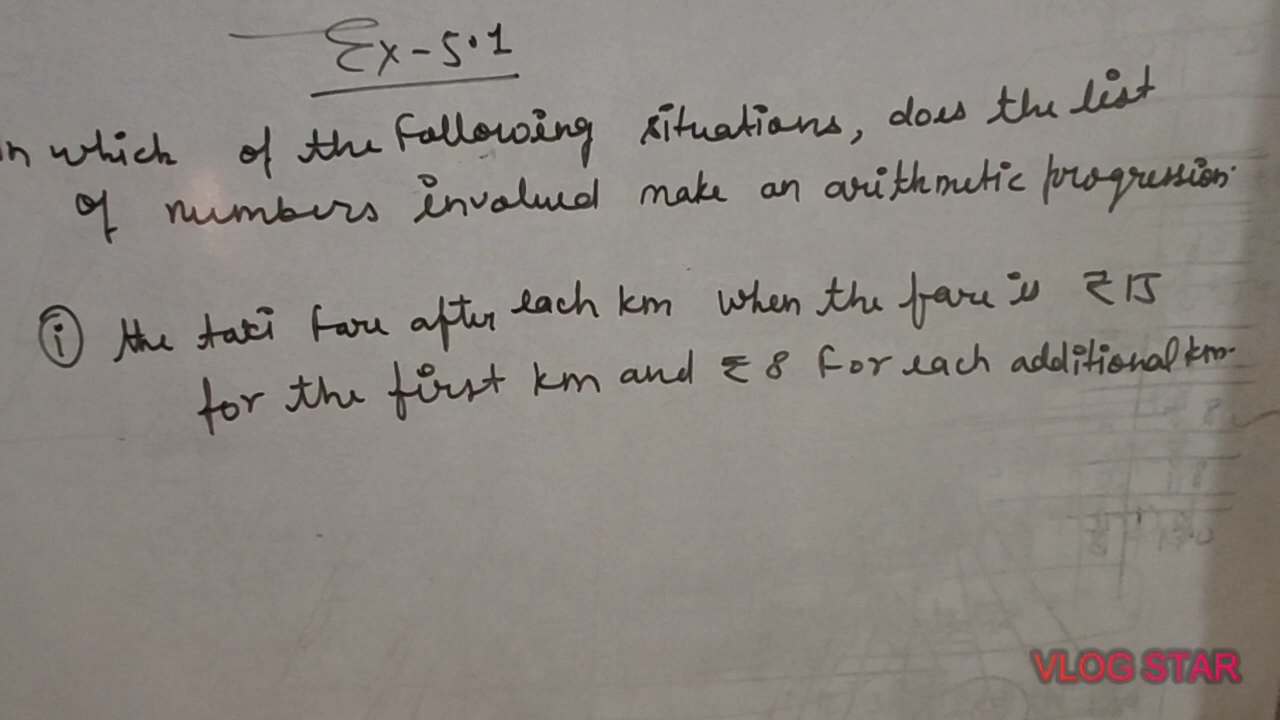 Ex-5.1
in which of the following situations, does the list
of numbers involved make an arithmetic progression.
(i) the taxi fare after each km when the fare is ₹15
for the first km and ₹8 for each additional km.
VLOG STAR